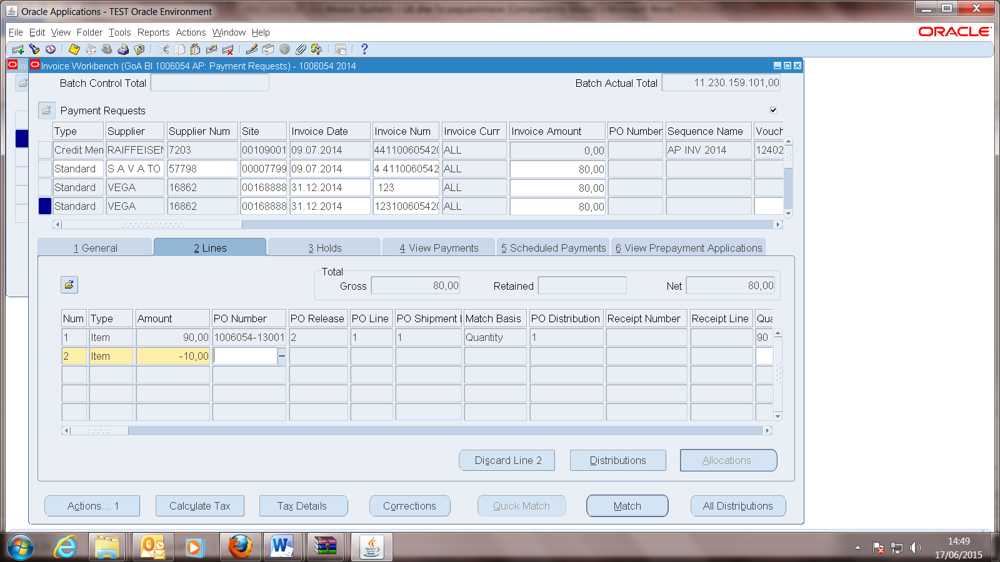 Oracle Applications - TEST Oracle Environment
File Edit View Folder Tools Reports Actions Window Help
ORACLE
Invoice Workbench (GoA BI 1006054 AP: Payment Requests) - 1006054 2014
Batch Control Total
Batch Actual Total 11.230.159.101,00
Payment Requests
Type Supplier Supplier Num Site Invoice Date Invoice Num Invoice Curr Invoice Amount PO Number Sequence Name Vouch
Credit Men RAIFFEISEN 7203 00109001 09.07.2014 44110060542 ALL 0,00 AP INV 2014 12402
Standard S A V A TO 57798 00007799 09.07.2014 4 4110060542 ALL 80,00
Standard VEGA 16862 00168888 31.12.2014 123 ALL 80,00
Standard VEGA 16862 00168888 31.12.2014 12310060542 ALL 80,00
1 General 2 Lines 3 Holds 4 View Payments 5 Scheduled Payments 6 View Prepayment Applications
Total
Gross 80,00 Retained Net 80,00
Num Type Amount PO Number PO Release PO Line PO Shipment Match Basis PO Distribution Receipt Number Receipt Line Qua
1 Item 90,00 1006054-13001 2 1 1 Quantity 1 90
2 Item -10,00
Discard Line 2 Distributions Allocations
Actions... 1 Calculate Tax Tax Details Corrections Quick Match Match All Distributions
14:49
17/06/2015